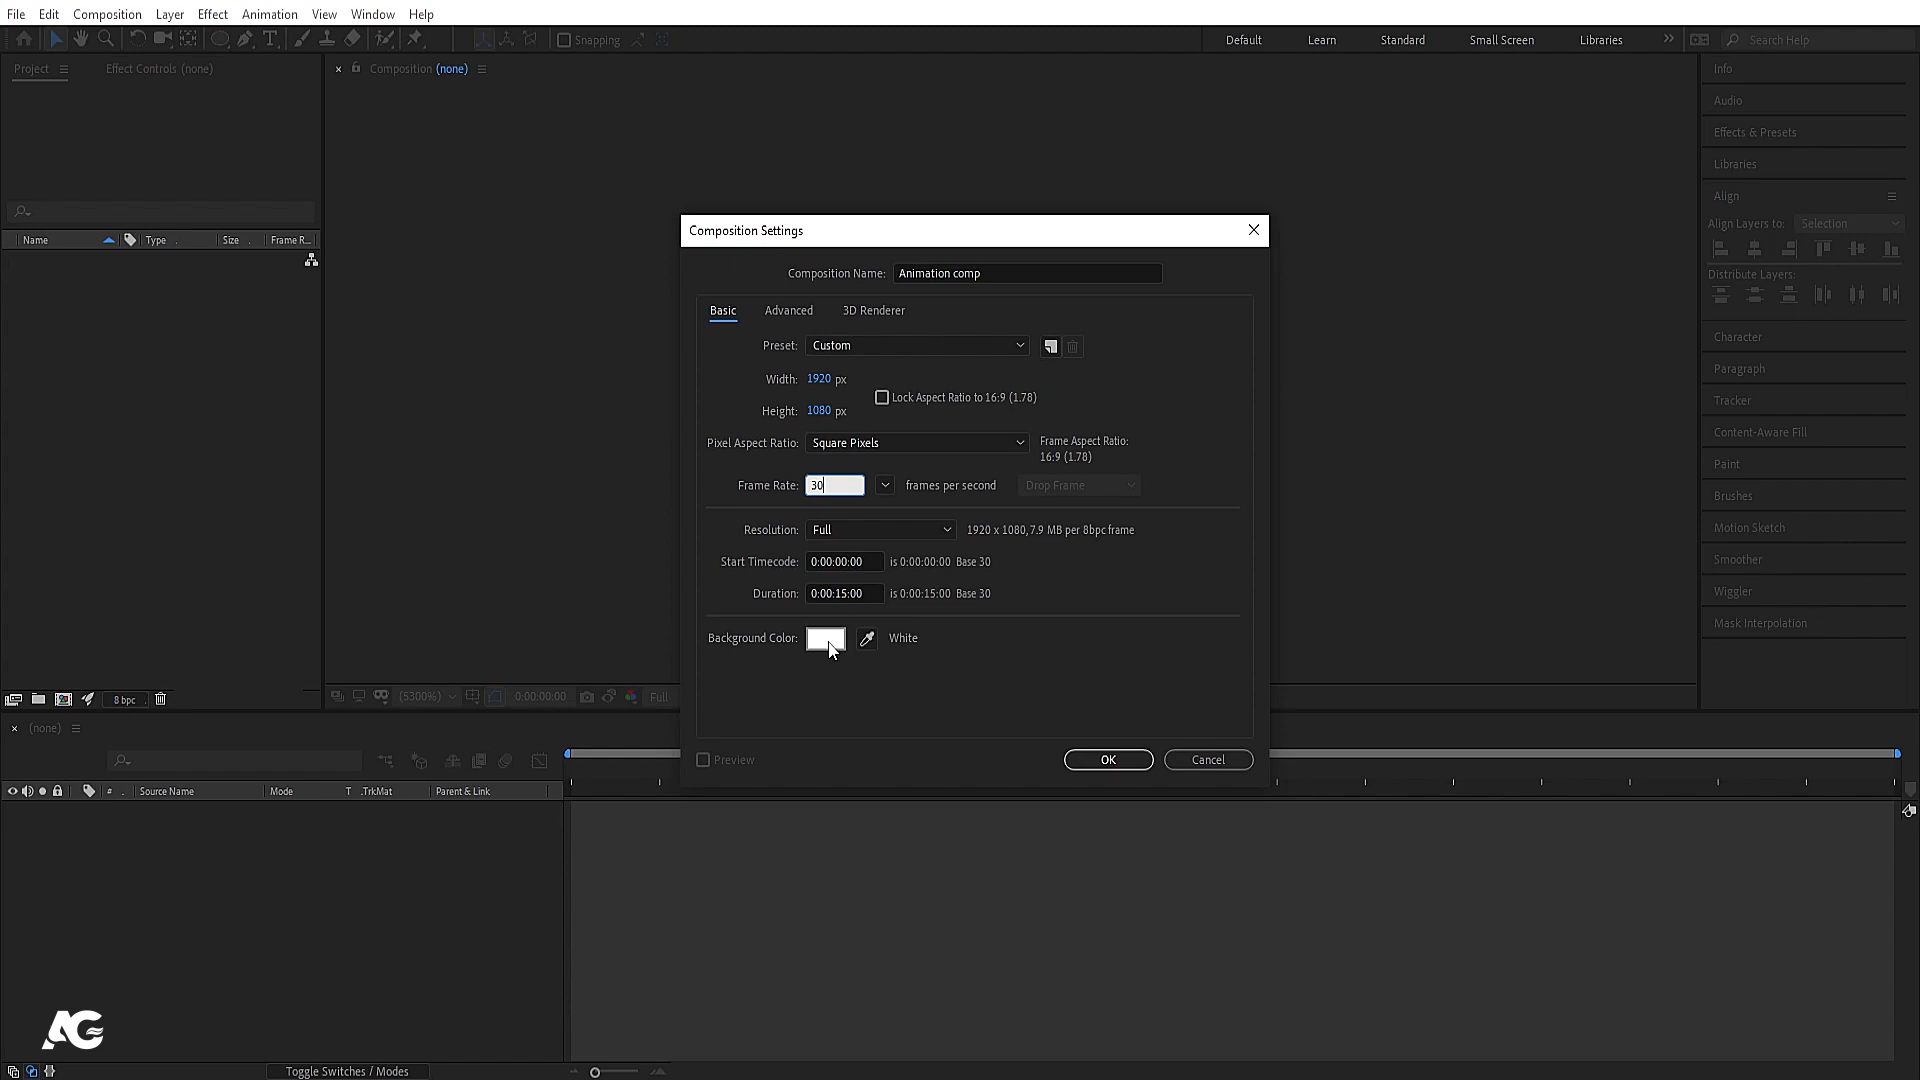 File Edit Composition Layer Effect Animation View Window Help
Snapping Default Learn Standard Small Screen Libraries Search Help
Project Effect Controls (none) Composition (none)
Name Type Size Frame R...
Composition Settings
Composition Name: Animation comp
Basic Advanced 3D Renderer
Preset: Custom
Width: 1920 px
Lock Aspect Ratio to 16:9 (1.78)
Height: 1080 px
Pixel Aspect Ratio: Square Pixels Frame Aspect Ratio:
16:9 (1.78)
Frame Rate: 30 frames per second Drop Frame
Resolution: Full 1920 x 1080, 7.9 MB per 8bpc frame
Start Timecode: 0:00:00:00 is 0:00:00:00 Base 30
Duration: 0:00:15:00 is 0:00:15:00 Base 30
Background Color: White
Preview OK Cancel
Info
Audio
Effects & Presets
Libraries
Align
Align Layers to: Selection
Distribute Layers:
Character
Paragraph
Tracker
Content-Aware Fill
Paint
Brushes
Motion Sketch
Smoother
Wiggler
Mask Interpolation
8 bpc (5300%) 0:00:00:00 Full
(none)
# Source Name Mode T .TrkMat Parent & Link
AG
Toggle Switches / Modes